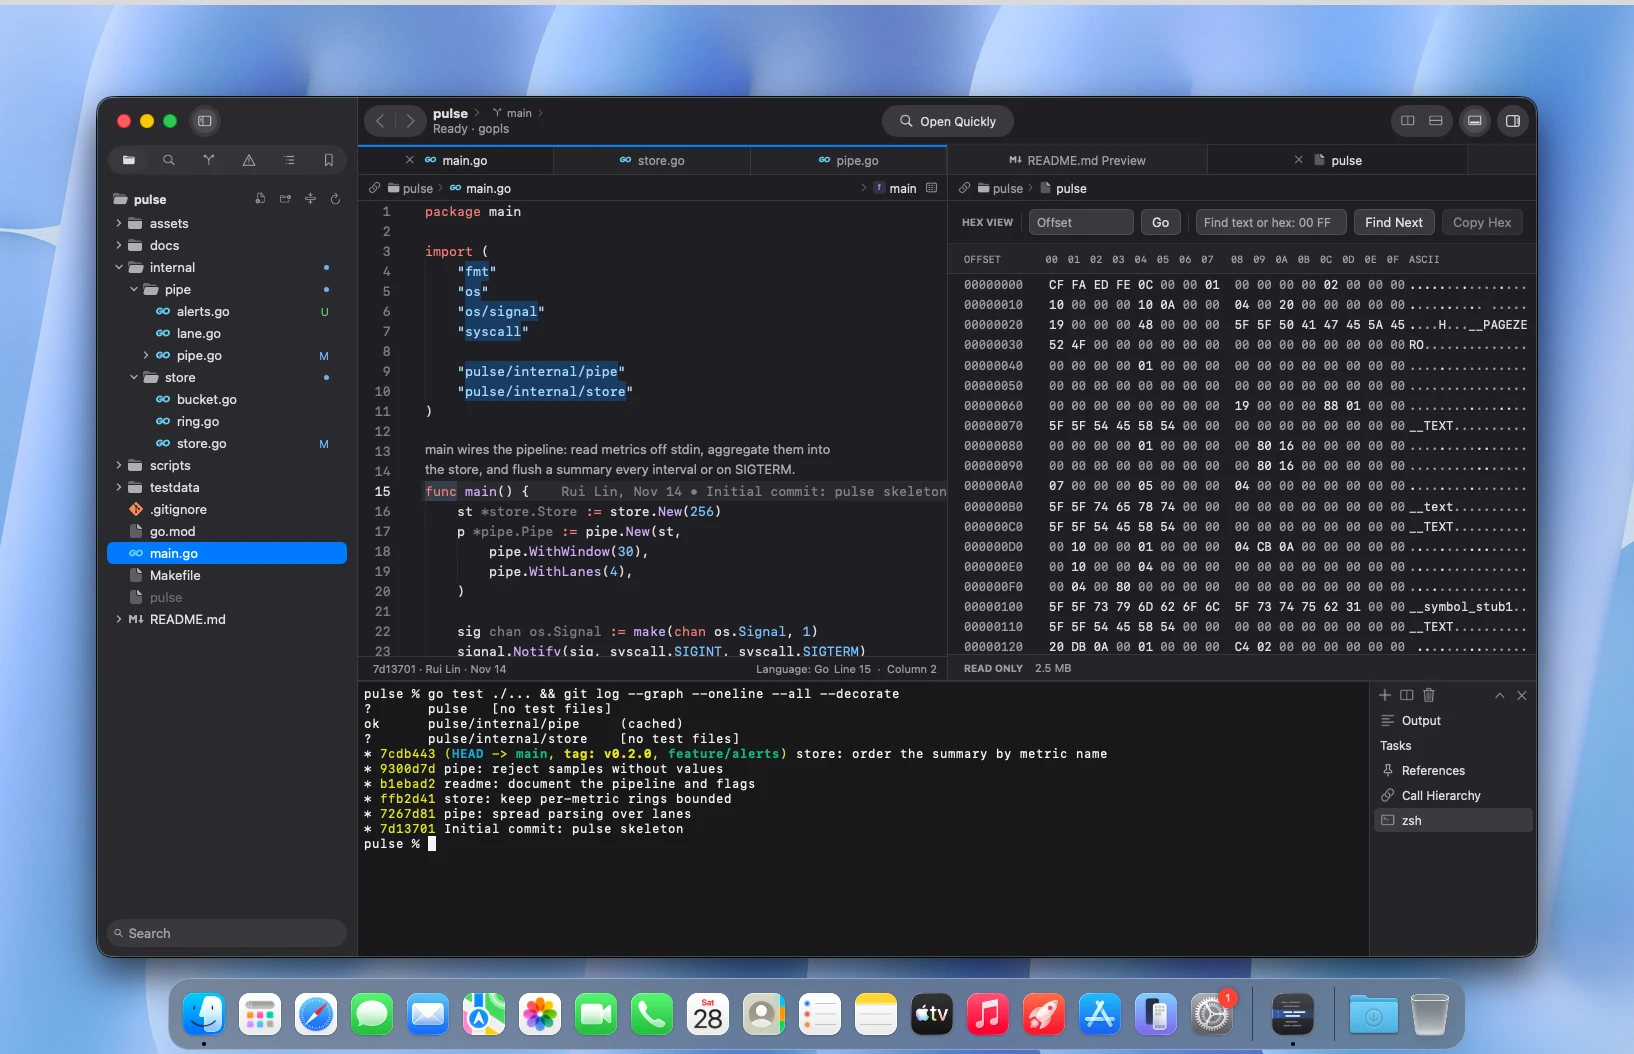 pulse
main
Ready · gopls
Open Quickly
main.go
store.go
pipe.go
README.md Preview
pulse
pulse
assets
docs
internal
pipe
alerts.go U
lane.go
pipe.go M
store
bucket.go
ring.go
store.go M
scripts
testdata
.gitignore
go.mod
main.go
Makefile
pulse
README.md
Search
pulse main.go main
1 package main
2
3 import (
4 "fmt"
5 "os"
6 "os/signal"
7 "syscall"
8
9 "pulse/internal/pipe"
10 "pulse/internal/store"
11 )
12
13 main wires the pipeline: read metrics off stdin, aggregate them into
14 the store, and flush a summary every interval or on SIGTERM.
15 func main() { Rui Lin, Nov 14 • Initial commit: pulse skeleton
16 st *store.Store := store.New(256)
17 p *pipe.Pipe := pipe.New(st,
18 pipe.WithWindow(30),
19 pipe.WithLanes(4),
20 )
21
22 sig chan os.Signal := make(chan os.Signal, 1)
23 signal.Notify(sig, syscall.SIGINT, syscall.SIGTERM)
7d13701 · Rui Lin · Nov 14 Language: Go Line 15 · Column 2
pulse pulse
HEX VIEW Offset Go Find text or hex: 00 FF Find Next Copy Hex
OFFSET 00 01 02 03 04 05 06 07 08 09 0A 0B 0C 0D 0E 0F ASCII
00000000 CF FA ED FE 0C 00 00 01 00 00 00 00 02 00 00 00 ................
00000010 10 00 00 00 10 0A 00 00 04 00 20 00 00 00 00 00 .......... .....
00000020 19 00 00 00 48 00 00 00 5F 5F 50 41 47 45 5A 45 ....H...__PAGEZE
00000030 52 4F 00 00 00 00 00 00 00 00 00 00 00 00 00 00 RO..............
00000040 00 00 00 00 01 00 00 00 00 00 00 00 00 00 00 00 ................
00000050 00 00 00 00 00 00 00 00 00 00 00 00 00 00 00 00 ................
00000060 00 00 00 00 00 00 00 00 19 00 00 00 88 01 00 00 ................
00000070 5F 5F 54 45 58 54 00 00 00 00 00 00 00 00 00 00 __TEXT..........
00000080 00 00 00 00 01 00 00 00 00 80 16 00 00 00 00 00 ................
00000090 00 00 00 00 00 00 00 00 00 80 16 00 00 00 00 00 ................
000000A0 07 00 00 00 05 00 00 00 04 00 00 00 00 00 00 00 ................
000000B0 5F 5F 74 65 78 74 00 00 00 00 00 00 00 00 00 00 __text..........
000000C0 5F 5F 54 45 58 54 00 00 00 00 00 00 00 00 00 00 __TEXT..........
000000D0 00 10 00 00 01 00 00 00 04 CB 0A 00 00 00 00 00 ................
000000E0 00 10 00 00 04 00 00 00 00 00 00 00 00 00 00 00 ................
000000F0 00 04 00 80 00 00 00 00 00 00 00 00 00 00 00 00 ................
00000100 5F 5F 73 79 6D 62 6F 6C 5F 73 74 75 62 31 00 00 __symbol_stub1..
00000110 5F 5F 54 45 58 54 00 00 00 00 00 00 00 00 00 00 __TEXT..........
00000120 20 DB 0A 00 01 00 00 00 C4 02 00 00 00 00 00 00 ...............
READ ONLY 2.5 MB
pulse % go test ./... && git log --graph --oneline --all --decorate
? pulse [no test files]
ok pulse/internal/pipe (cached)
? pulse/internal/store [no test files]
* 7cdb443 (HEAD -> main, tag: v0.2.0, feature/alerts) store: order the summary by metric name
* 9300d7d pipe: reject samples without values
* b1ebad2 readme: document the pipeline and flags
* ffb2d41 store: keep per-metric rings bounded
* 7267d81 pipe: spread parsing over lanes
* 7d13701 Initial commit: pulse skeleton
pulse %
Output
Tasks
References
Call Hierarchy
zsh
Sat
28
tv
1